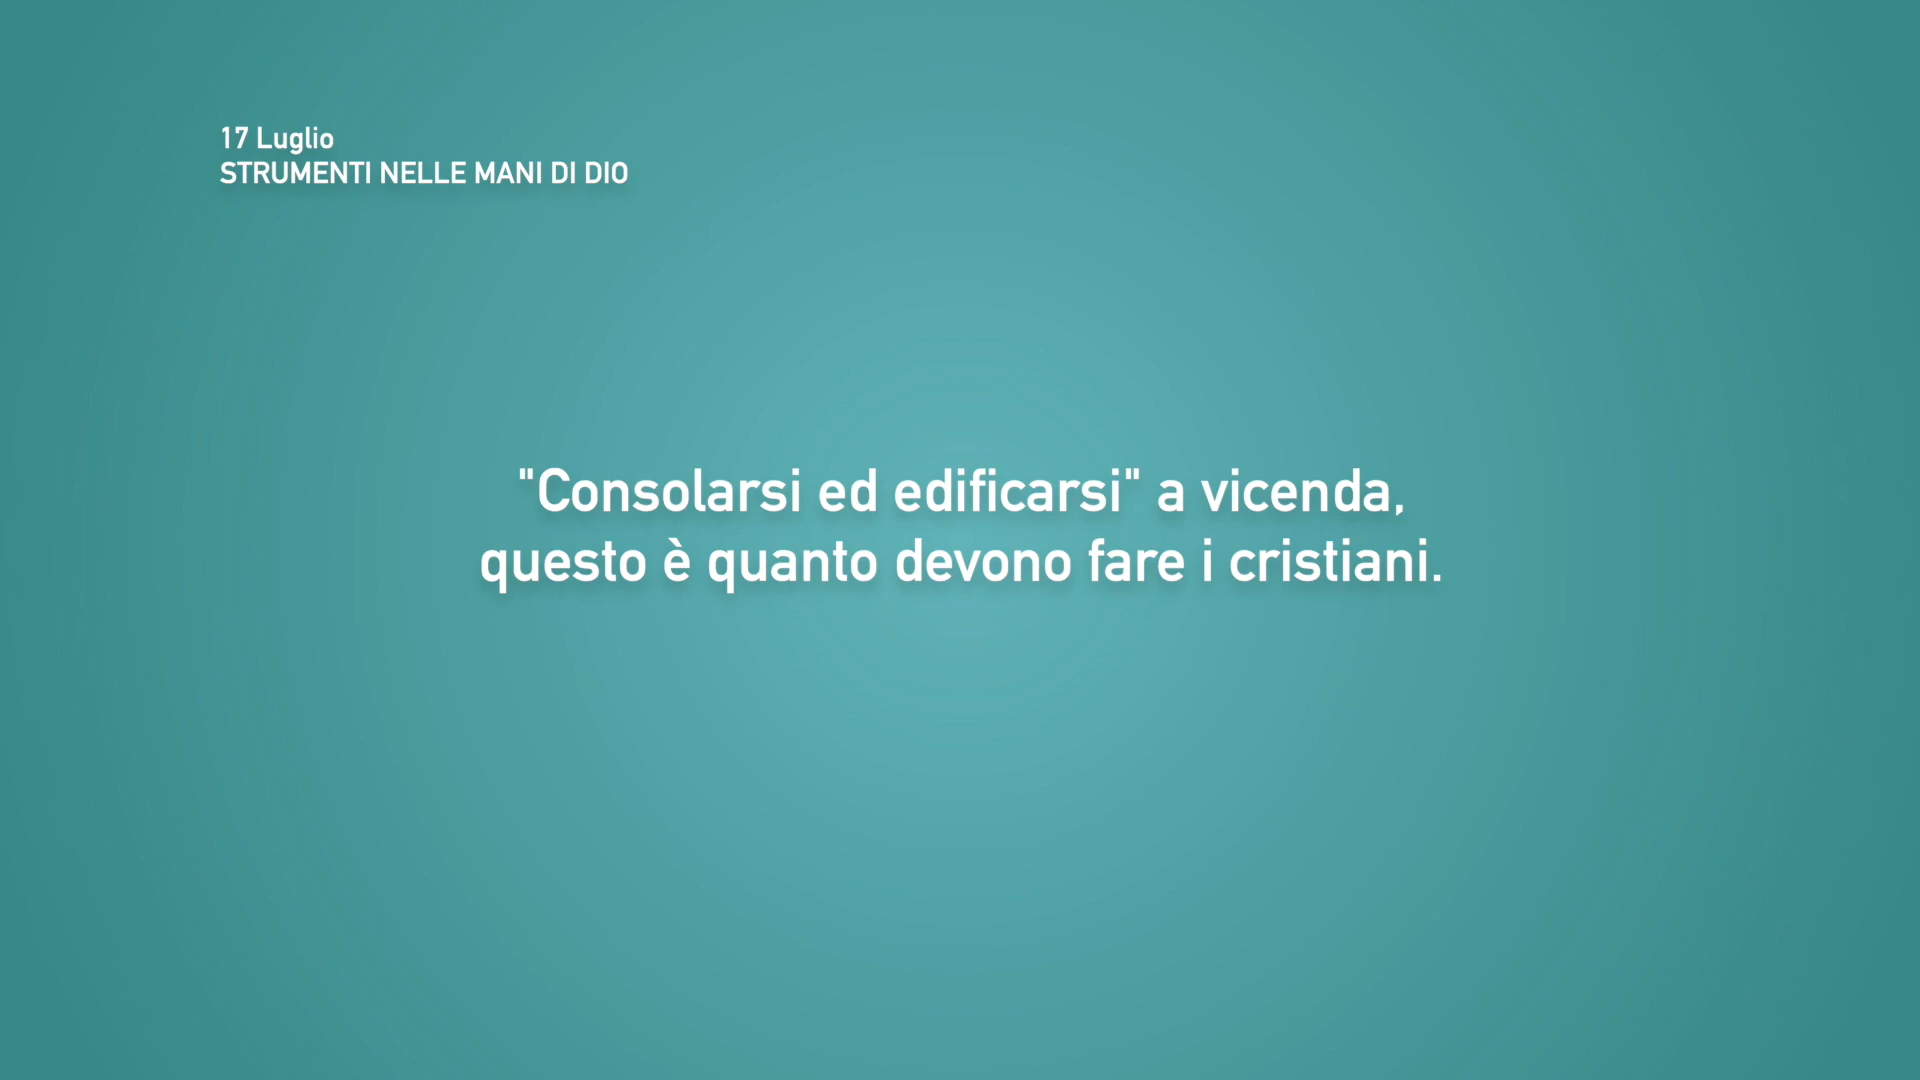 17 Luglio
STRUMENTI NELLE MANI DI DIO
"Consolarsi ed edificarsi" a vicenda,
questo è quanto devono fare i cristiani.